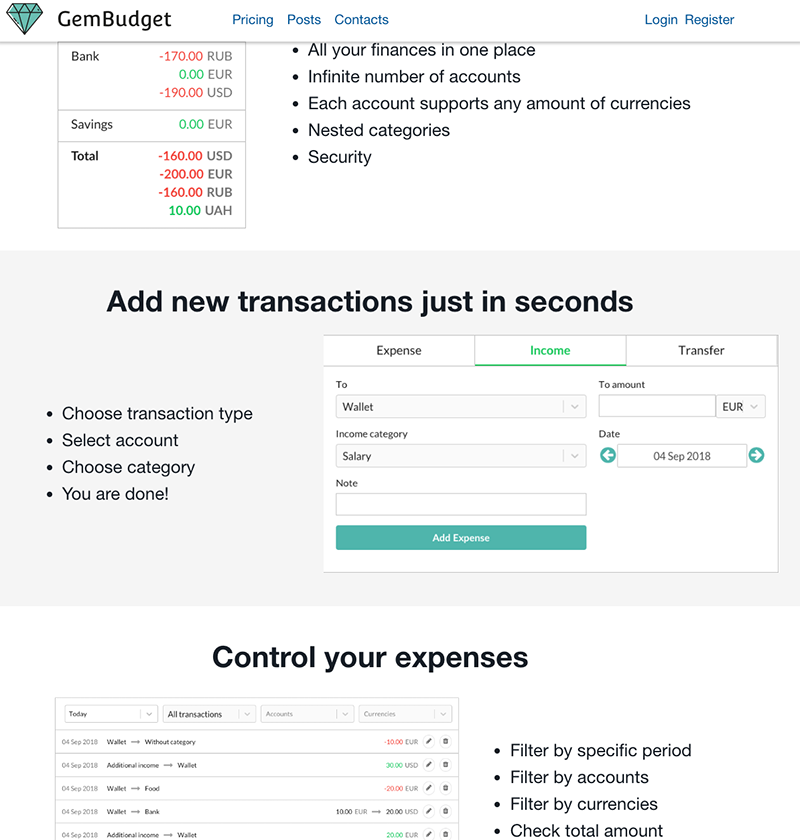 GemBudget
Pricing Posts Contacts
Login Register
Bank -170.00 RUB
0.00 EUR
-190.00 USD
Savings 0.00 EUR
Total -160.00 USD
-200.00 EUR
-160.00 RUB
10.00 UAH
All your finances in one place
Infinite number of accounts
Each account supports any amount of currencies
Nested categories
Security
Add new transactions just in seconds
Choose transaction type
Select account
Choose category
You are done!
Expense Income Transfer
To To amount
Wallet EUR
Income category Date
Salary 04 Sep 2018
Note
Add Expense
Control your expenses
Today All transactions Accounts Currencies
04 Sep 2018 Wallet → Without category -10.00 EUR
04 Sep 2018 Additional income → Wallet 30.00 USD
04 Sep 2018 Wallet → Food -20.00 EUR
04 Sep 2018 Wallet → Bank 10.00 EUR → 20.00 USD
04 Sep 2018 Additional income → Wallet 20.00 EUR
Filter by specific period
Filter by accounts
Filter by currencies
Check total amount